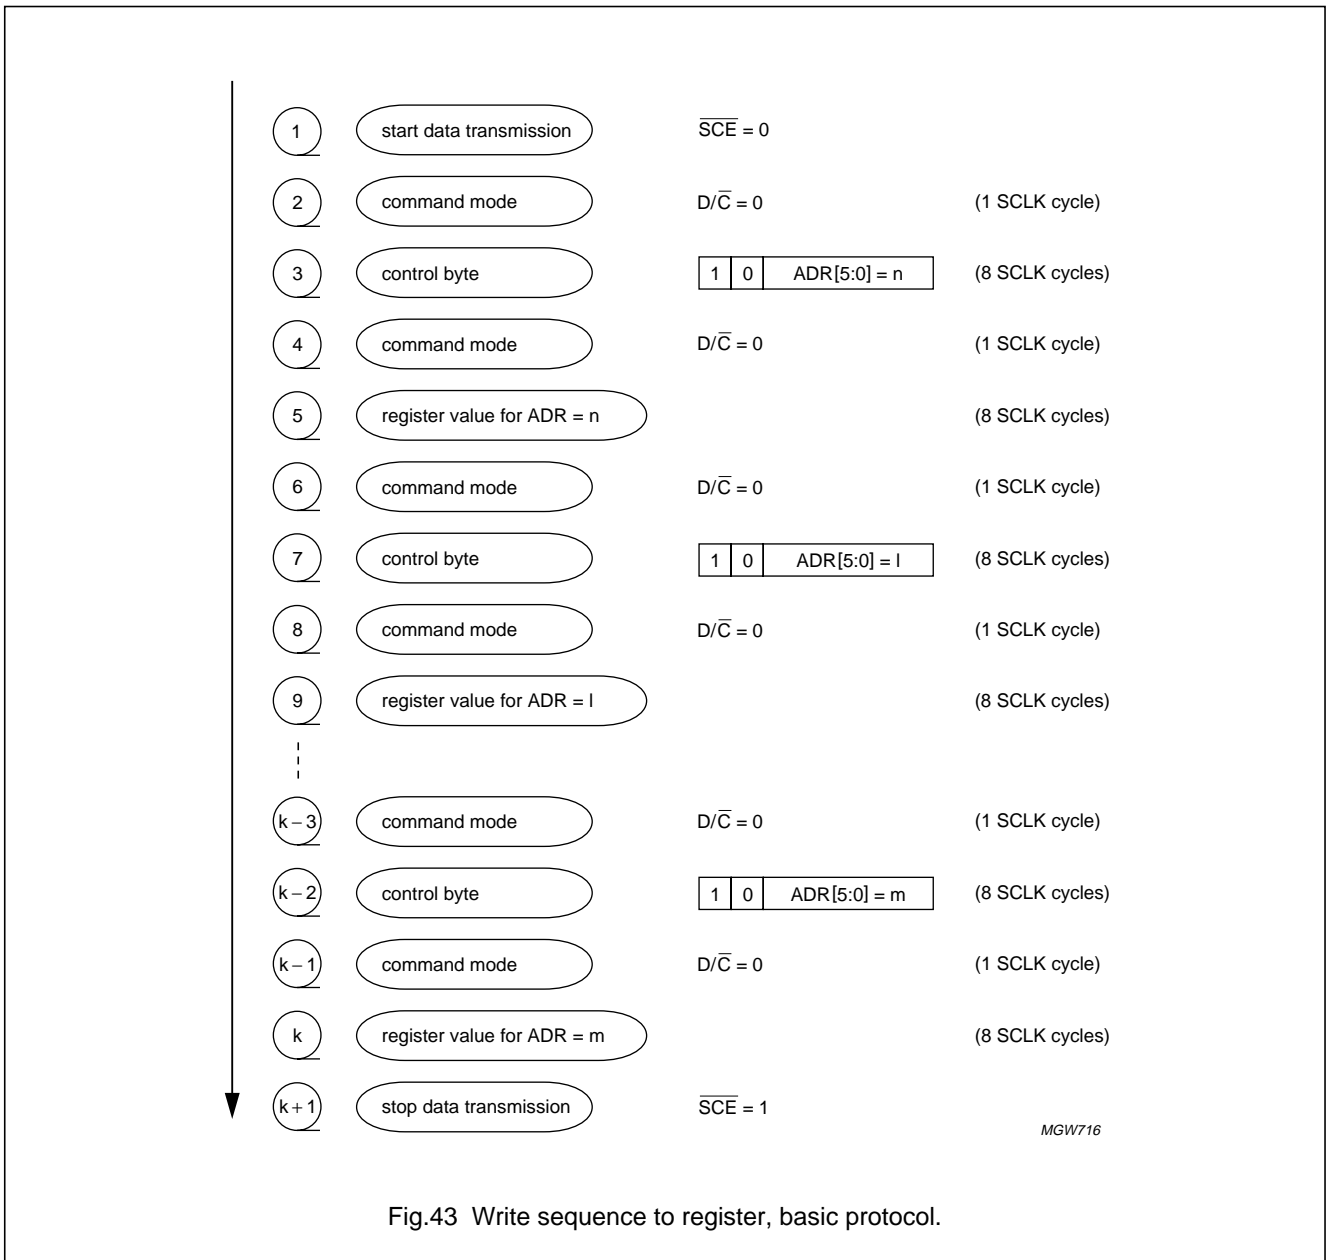 1 start data transmission S̅C̅E̅ = 0
2 command mode D/C̅ = 0 (1 SCLK cycle)
3 control byte 1 0 ADR[5:0] = n (8 SCLK cycles)
4 command mode D/C̅ = 0 (1 SCLK cycle)
5 register value for ADR = n (8 SCLK cycles)
6 command mode D/C̅ = 0 (1 SCLK cycle)
7 control byte 1 0 ADR[5:0] = l (8 SCLK cycles)
8 command mode D/C̅ = 0 (1 SCLK cycle)
9 register value for ADR = l (8 SCLK cycles)
k – 3 command mode D/C̅ = 0 (1 SCLK cycle)
k – 2 control byte 1 0 ADR[5:0] = m (8 SCLK cycles)
k – 1 command mode D/C̅ = 0 (1 SCLK cycle)
k register value for ADR = m (8 SCLK cycles)
k + 1 stop data transmission S̅C̅E̅ = 1
MGW716
Fig.43 Write sequence to register, basic protocol.